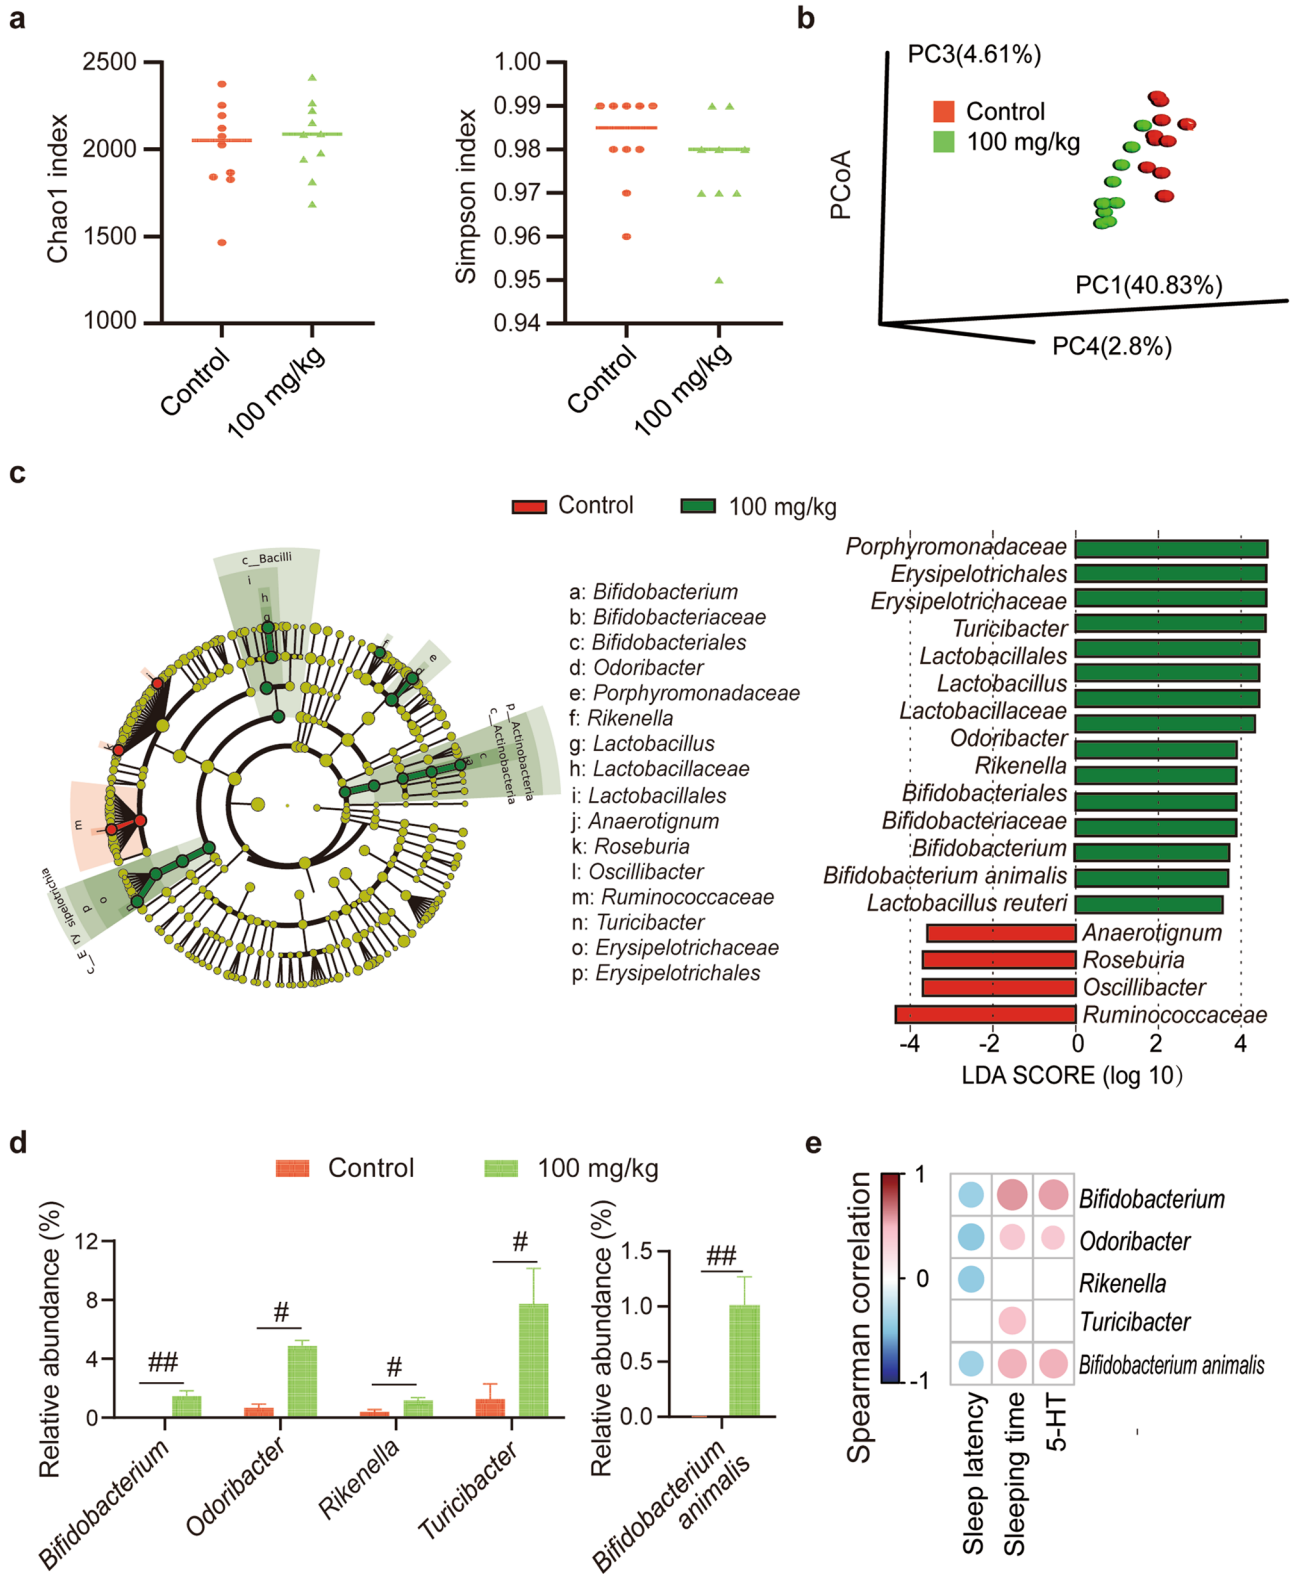 a
2500
2000
1500
1000
Chao1 index
Control
100 mg/kg
1.00
0.99
0.98
0.97
0.96
0.95
0.94
Simpson index
Control
100 mg/kg
b
PC3(4.61%)
Control
100 mg/kg
PCoA
PC1(40.83%)
PC4(2.8%)
c
Control
100 mg/kg
c__Bacilli
i
h
g
f
e
d
p__Actinobacteria
c__Actinobacteria
c
a
k
m
p
o
c_E ry sipelotrichia
a: Bifidobacterium
b: Bifidobacteriaceae
c: Bifidobacteriales
d: Odoribacter
e: Porphyromonadaceae
f: Rikenella
g: Lactobacillus
h: Lactobacillaceae
i: Lactobacillales
j: Anaerotignum
k: Roseburia
l: Oscillibacter
m: Ruminococcaceae
n: Turicibacter
o: Erysipelotrichaceae
p: Erysipelotrichales
Porphyromonadaceae
Erysipelotrichales
Erysipelotrichaceae
Turicibacter
Lactobacillales
Lactobacillus
Lactobacillaceae
Odoribacter
Rikenella
Bifidobacteriales
Bifidobacteriaceae
Bifidobacterium
Bifidobacterium animalis
Lactobacillus reuteri
Anaerotignum
Roseburia
Oscillibacter
Ruminococcaceae
-4 -2 0 2 4
LDA SCORE (log 10)
d
Control
100 mg/kg
Relative abundance (%)
12
8
4
0
##
#
#
#
Bifidobacterium
Odoribacter
Rikenella
Turicibacter
Relative abundance (%)
1.5
1.0
0.5
0.0
##
Bifidobacterium
animalis
e
Spearman correlation
1
0
-1
Bifidobacterium
Odoribacter
Rikenella
Turicibacter
Bifidobacterium animalis
Sleep latency
Sleeping time
5-HT